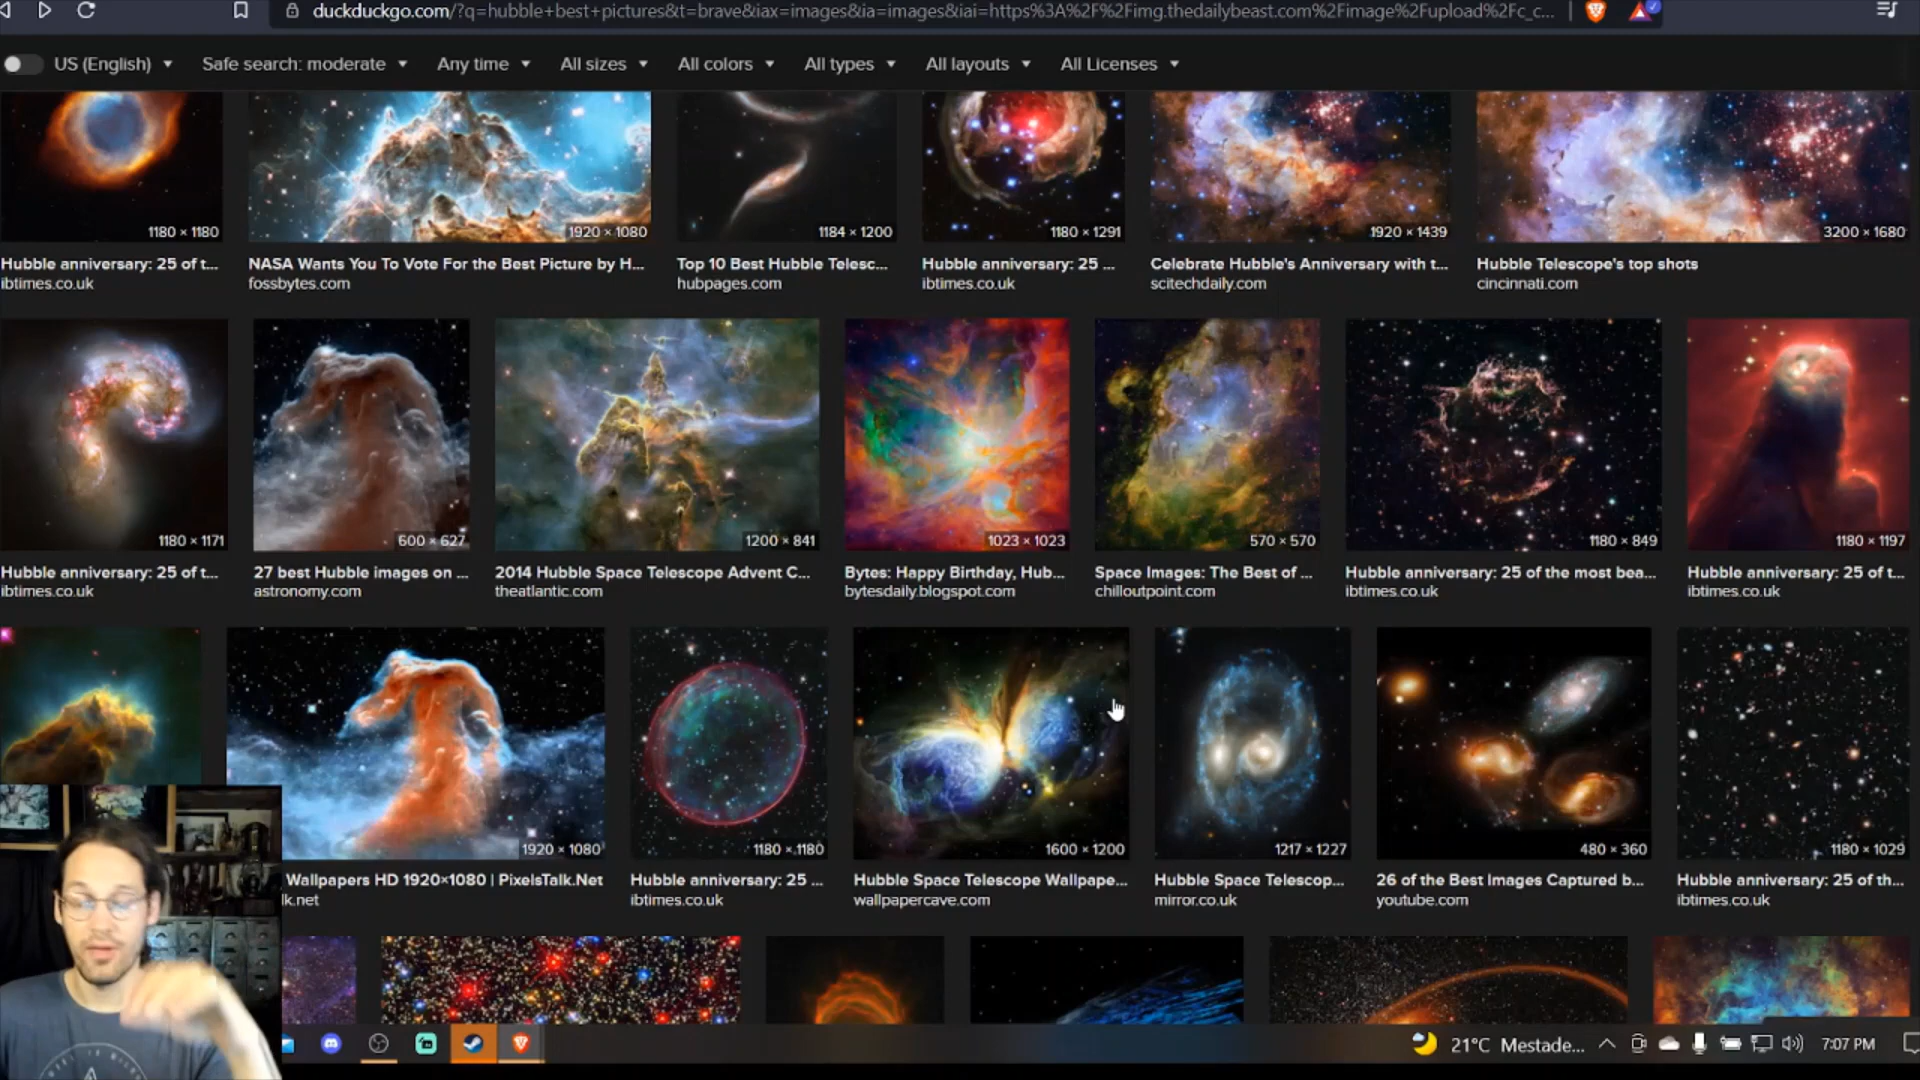 duckduckgo.com/?q=hubble+best+pictures&t=brave&iax=images&ia=images&iai=https%3A%2F%2Fimg.thedailybeast.com%2Fimage%2Fupload%2Fc_c...
US (English) Safe search: moderate Any time All sizes All colors All types All layouts All Licenses
1180 × 1180 1920 × 1080 1184 × 1200 1180 × 1291 1920 × 1439 3200 × 1680
Hubble anniversary: 25 of t... NASA Wants You To Vote For the Best Picture by H... Top 10 Best Hubble Telesc... Hubble anniversary: 25 ... Celebrate Hubble's Anniversary with t... Hubble Telescope's top shots
ibtimes.co.uk fossbytes.com hubpages.com ibtimes.co.uk scitechdaily.com cincinnati.com
1180 × 1171 600 × 627 1200 × 841 1023 × 1023 570 × 570 1180 × 849 1180 × 1197
Hubble anniversary: 25 of t... 27 best Hubble images on ... 2014 Hubble Space Telescope Advent C... Bytes: Happy Birthday, Hub... Space Images: The Best of ... Hubble anniversary: 25 of the most bea... Hubble anniversary: 25 of t...
ibtimes.co.uk astronomy.com theatlantic.com bytesdaily.blogspot.com chilloutpoint.com ibtimes.co.uk ibtimes.co.uk
1920 × 1080 1180 × 1180 1600 × 1200 1217 × 1227 480 × 360 1180 × 1029
Wallpapers HD 1920×1080 | PixelsTalk.Net Hubble anniversary: 25 ... Hubble Space Telescope Wallpape... Hubble Space Telescop... 26 of the Best Images Captured b... Hubble anniversary: 25 of th...
lk.net ibtimes.co.uk wallpapercave.com mirror.co.uk youtube.com ibtimes.co.uk
21°C Mestade... 7:07 PM